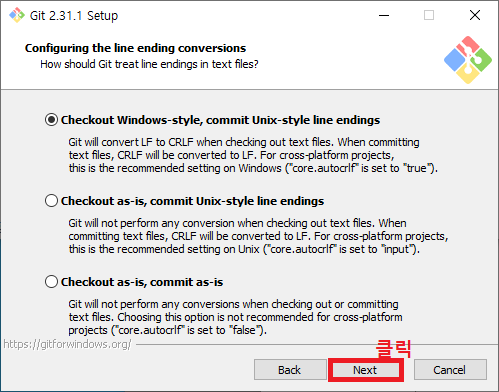 Git 2.31.1 Setup
Configuring the line ending conversions
How should Git treat line endings in text files?
Checkout Windows-style, commit Unix-style line endings
Git will convert LF to CRLF when checking out text files. When committing
text files, CRLF will be converted to LF. For cross-platform projects,
this is the recommended setting on Windows ("core.autocrlf" is set to "true").
Checkout as-is, commit Unix-style line endings
Git will not perform any conversion when checking out text files. When
committing text files, CRLF will be converted to LF. For cross-platform projects,
this is the recommended setting on Unix ("core.autocrlf" is set to "input").
Checkout as-is, commit as-is
Git will not perform any conversions when checking out or committing
text files. Choosing this option is not recommended for cross-platform
projects ("core.autocrlf" is set to "false").
https://gitforwindows.org/
클릭
Back Next Cancel